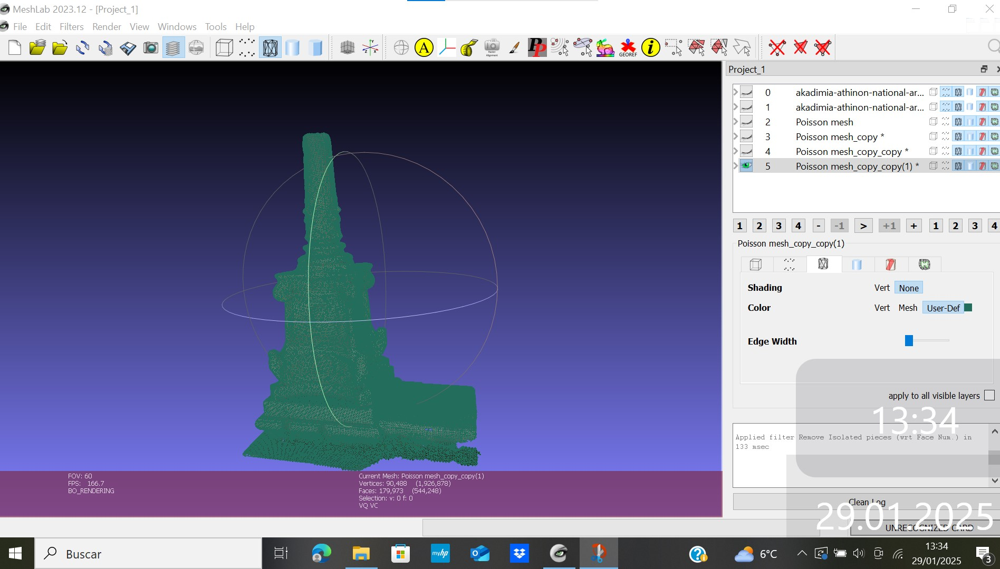 MeshLab 2023.12 - [Project_1]
File Edit Filters Render View Windows Tools Help
A
Raster Alignment
PP
GEOREF
i
Project_1
0 akadimia-athinon-national-ar...
1 akadimia-athinon-national-ar...
2 Poisson mesh
3 Poisson mesh_copy *
4 Poisson mesh_copy_copy *
5 Poisson mesh_copy_copy(1) *
1 2 3 4 - -1 > +1 + 1 2 3 4
Poisson mesh_copy_copy(1)
Shading Vert None
Color Vert Mesh User-Def
Edge Width
apply to all visible layers
13:34
Applied filter Remove Isolated pieces (wrt Face Num.) in
133 msec
Clean Log
29.01.2025
UNRECOGNIZED CARD
FOV: 60
FPS: 166.7
BO_RENDERING
Current Mesh: Poisson mesh_copy_copy(1)
Vertices: 90,488 (1,926,878)
Faces: 179,973 (544,248)
Selection: v: 0 f: 0
VQ VC
Buscar
myhp
6°C
13:34
29/01/2025
3